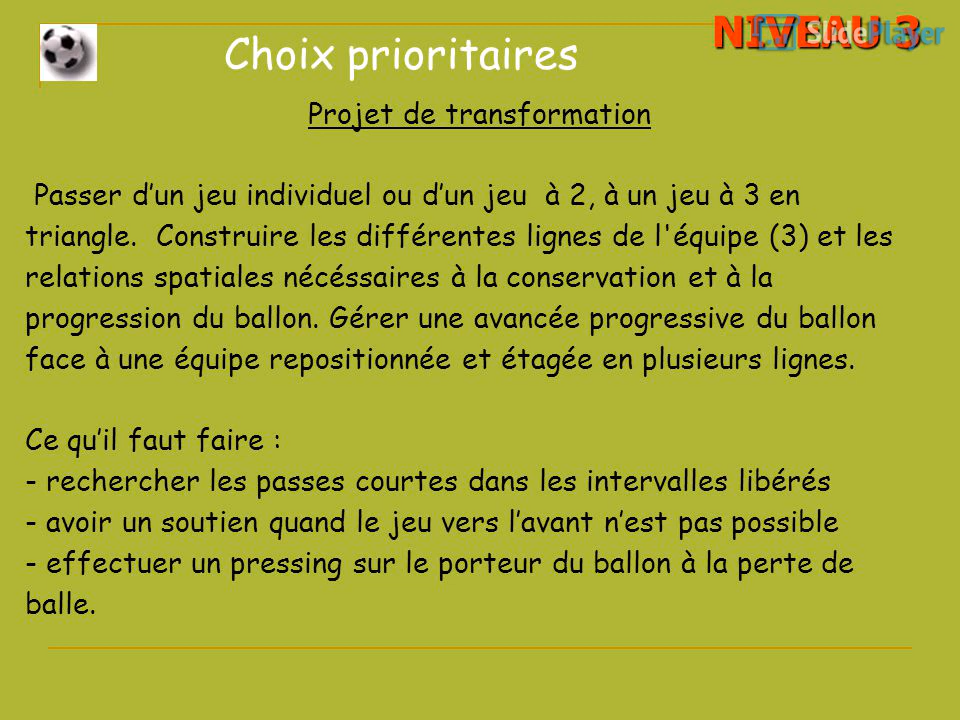 NIVEAU 3
SlidePlayer
Choix prioritaires
Projet de transformation
Passer d’un jeu individuel ou d’un jeu à 2, à un jeu à 3 en
triangle. Construire les différentes lignes de l'équipe (3) et les
relations spatiales nécéssaires à la conservation et à la
progression du ballon. Gérer une avancée progressive du ballon
face à une équipe repositionnée et étagée en plusieurs lignes.
Ce qu’il faut faire :
- rechercher les passes courtes dans les intervalles libérés
- avoir un soutien quand le jeu vers l’avant n’est pas possible
- effectuer un pressing sur le porteur du ballon à la perte de
balle.